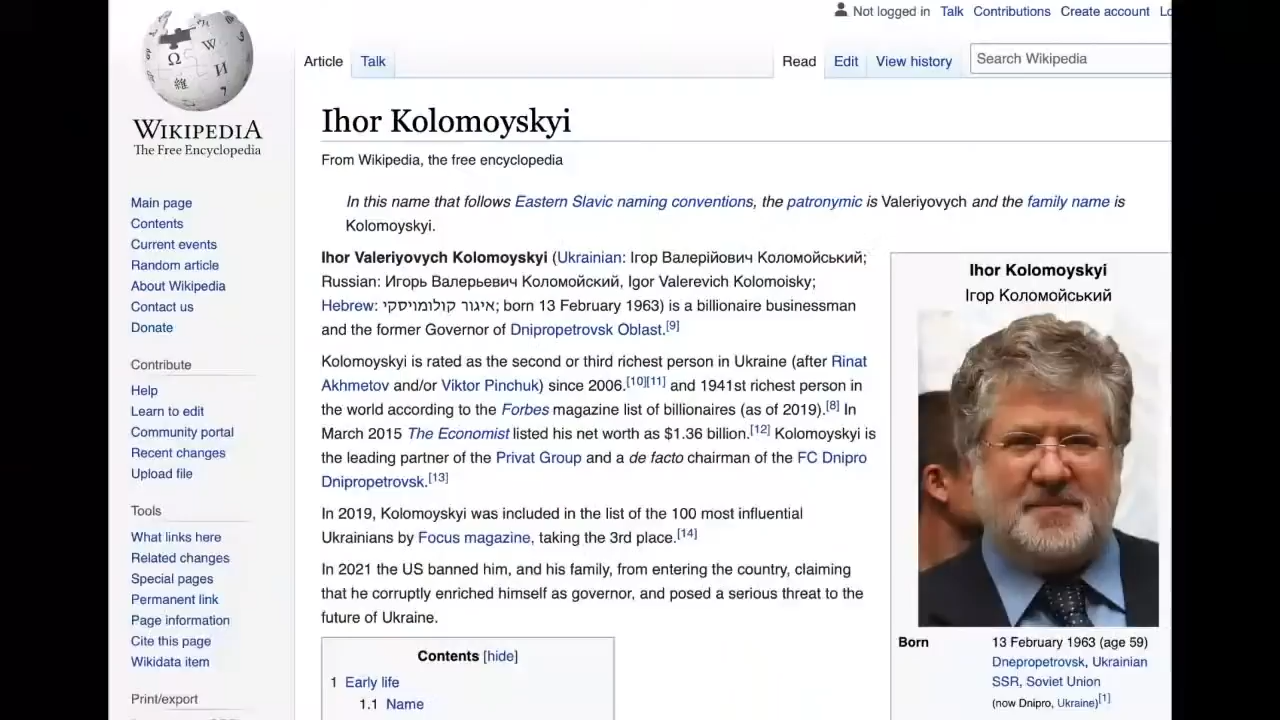 Not logged in Talk Contributions Create account
Article Talk Read Edit View history Search Wikipedia
WIKIPEDIA
The Free Encyclopedia
Main page
Contents
Current events
Random article
About Wikipedia
Contact us
Donate
Contribute
Help
Learn to edit
Community portal
Recent changes
Upload file
Tools
What links here
Related changes
Special pages
Permanent link
Page information
Cite this page
Wikidata item
Print/export
Ihor Kolomoyskyi
From Wikipedia, the free encyclopedia
In this name that follows Eastern Slavic naming conventions, the patronymic is Valeriyovych and the family name is
Kolomoyskyi.
Ihor Valeriyovych Kolomoyskyi (Ukrainian: Ігор Валерійович Коломойський;
Russian: Игорь Валерьевич Коломойский, Igor Valerevich Kolomoisky;
Hebrew: איגור קולומויסקי; born 13 February 1963) is a billionaire businessman
and the former Governor of Dnipropetrovsk Oblast.[9]
Kolomoyskyi is rated as the second or third richest person in Ukraine (after Rinat
Akhmetov and/or Viktor Pinchuk) since 2006.[10][11] and 1941st richest person in
the world according to the Forbes magazine list of billionaires (as of 2019).[8] In
March 2015 The Economist listed his net worth as $1.36 billion.[12] Kolomoyskyi is
the leading partner of the Privat Group and a de facto chairman of the FC Dnipro
Dnipropetrovsk.[13]
In 2019, Kolomoyskyi was included in the list of the 100 most influential
Ukrainians by Focus magazine, taking the 3rd place.[14]
In 2021 the US banned him, and his family, from entering the country, claiming
that he corruptly enriched himself as governor, and posed a serious threat to the
future of Ukraine.
Contents [hide]
1 Early life
1.1 Name
Ihor Kolomoyskyi
Ігор Коломойський
Born 13 February 1963 (age 59)
Dnepropetrovsk, Ukrainian
SSR, Soviet Union
(now Dnipro, Ukraine)[1]